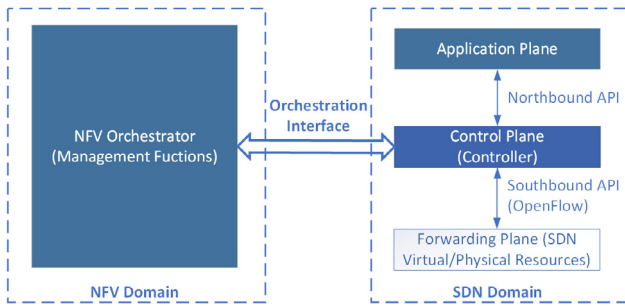 NFV Orchestrator
(Management Fuctions)
NFV Domain
Orchestration
Interface
Application Plane
Northbound API
Control Plane
(Controller)
Southbound API
(OpenFlow)
Forwarding Plane (SDN
Virtual/Physical Resources)
SDN Domain